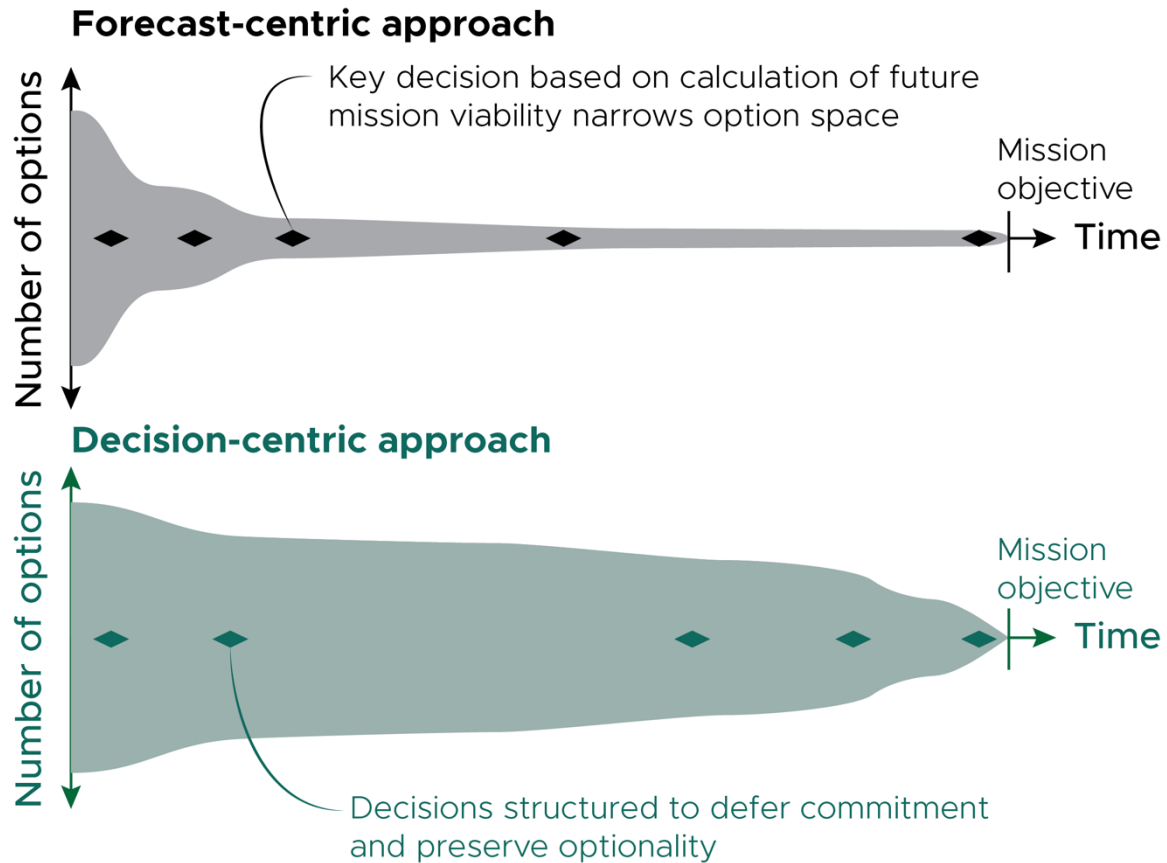 Forecast-centric approach
Number of options
Key decision based on calculation of future
mission viability narrows option space
Mission
objective
Time
Decision-centric approach
Number of options
Mission
objective
Time
Decisions structured to defer commitment
and preserve optionality